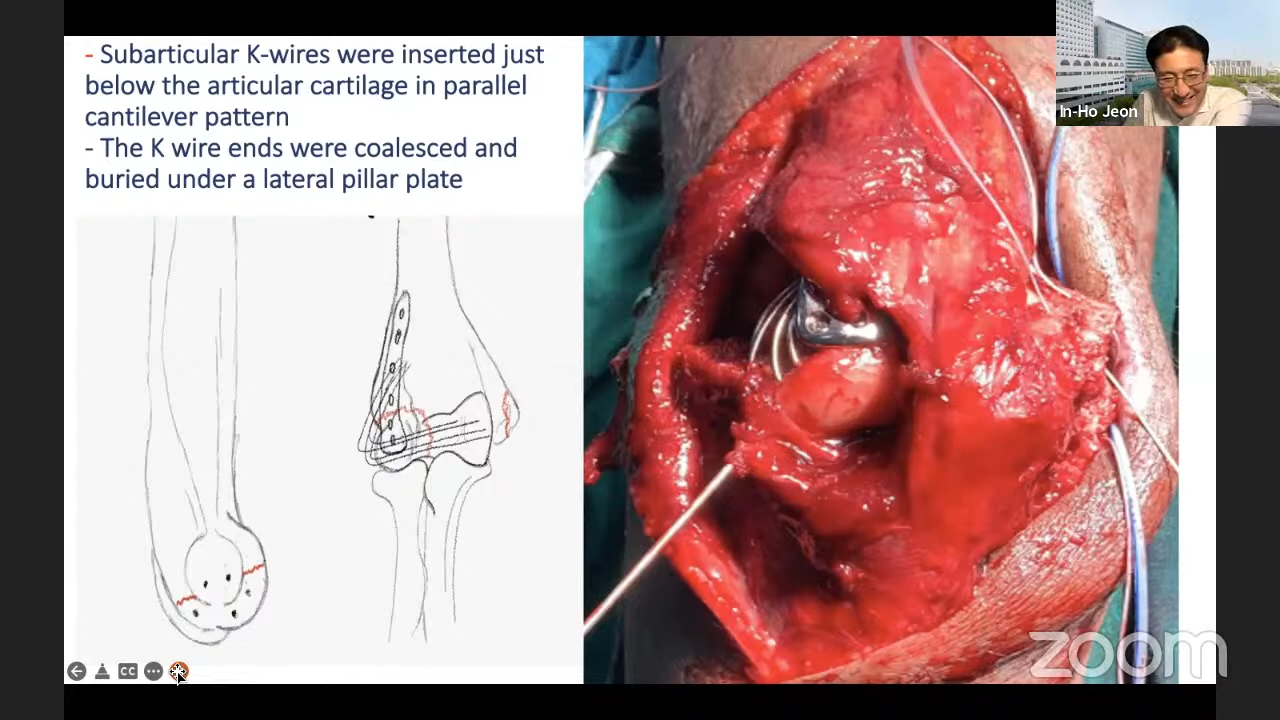 - Subarticular K-wires were inserted just
below the articular cartilage in parallel
cantilever pattern
- The K wire ends were coalesced and
buried under a lateral pillar plate
In-Ho Jeon
CC
zoom